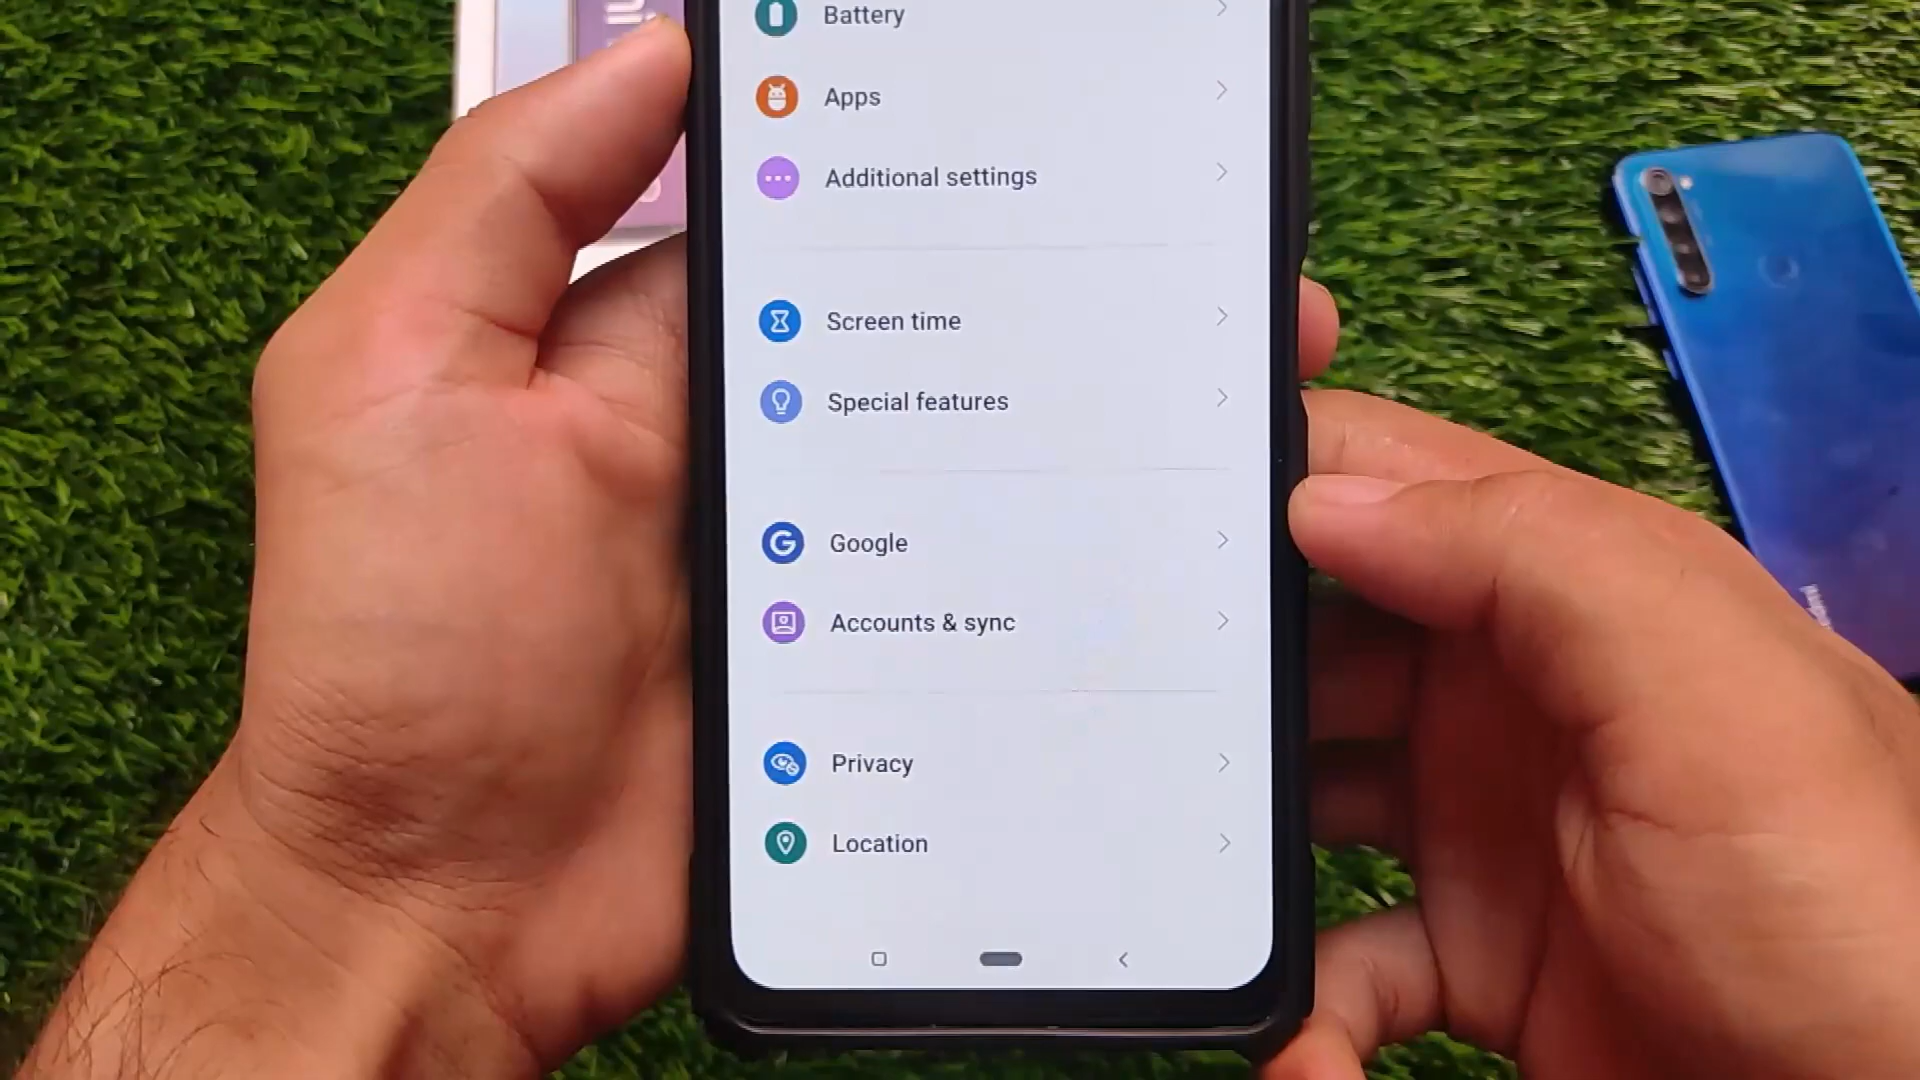 Battery
Apps
Additional settings
Screen time
Special features
Google
Accounts & sync
Privacy
Location